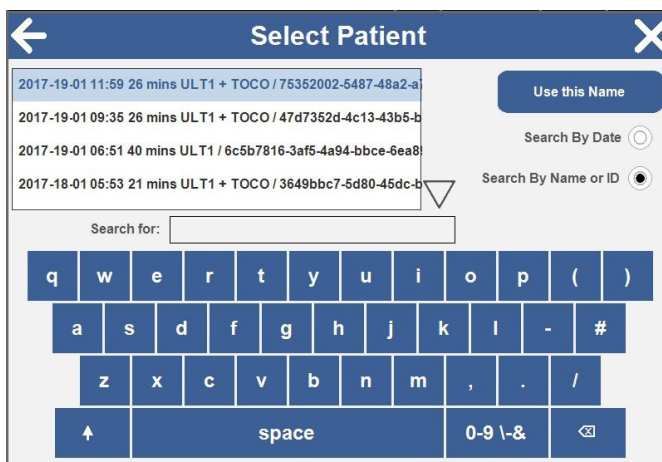 Select Patient
2017-19-01 11:59 26 mins ULT1 + TOCO / 75352002-5487-48a2-a
Use this Name
2017-19-01 09:35 26 mins ULT1 + TOCO / 47d7352d-4c13-43b5-b
Search By Date
2017-19-01 06:51 40 mins ULT1 / 6c5b7816-3af5-4a94-bbce-6ea8
Search By Name or ID
2017-18-01 05:53 21 mins ULT1 + TOCO / 3649bbc7-5d80-45dc-b
Search for:
q w e r t y u i o p ( )
a s d f g h j k l - #
z x c v b n m , . /
space 0-9 \-&